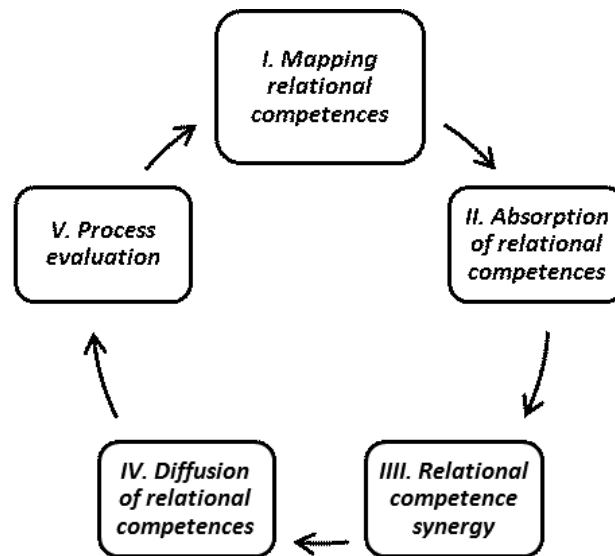 I. Mapping
relational
competences
II. Absorption
of relational
competences
IIII. Relational
competence
synergy
IV. Diffusion
of relational
competences
V. Process
evaluation